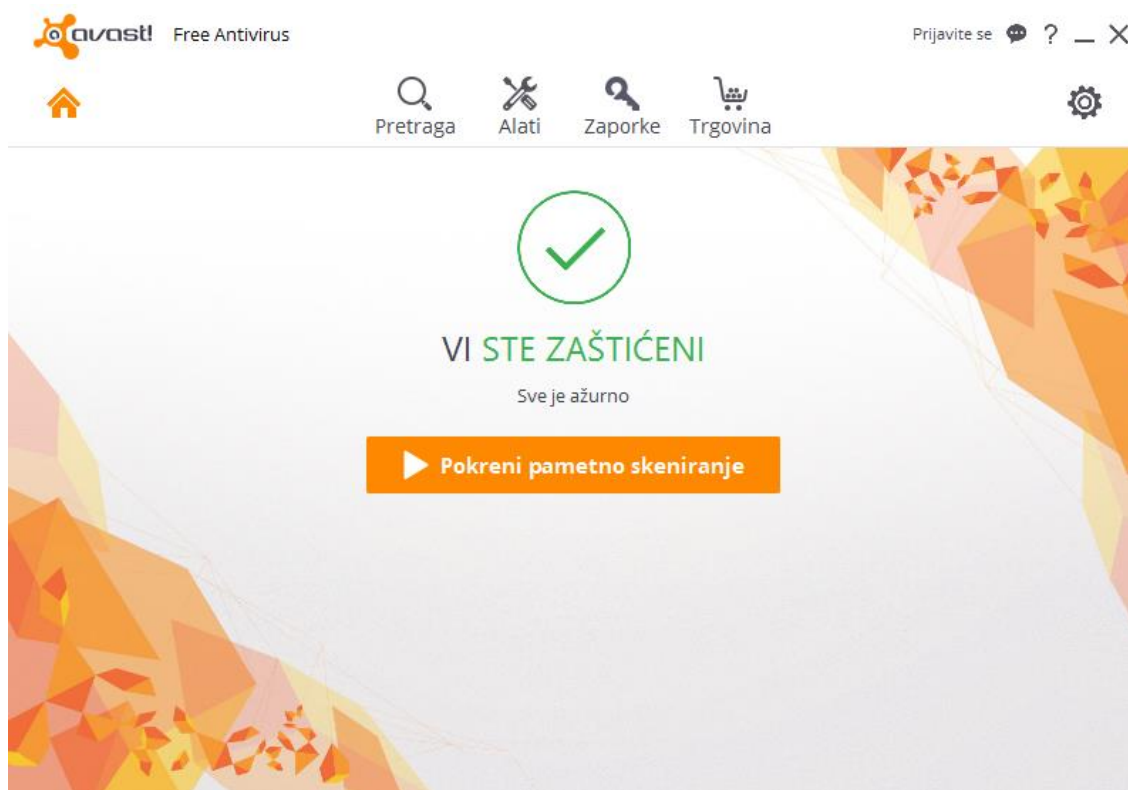 avast! Free Antivirus
Prijavite se ?
Pretraga Alati Zaporke Trgovina
VI STE ZAŠTIĆENI
Sve je ažurno
Pokreni pametno skeniranje